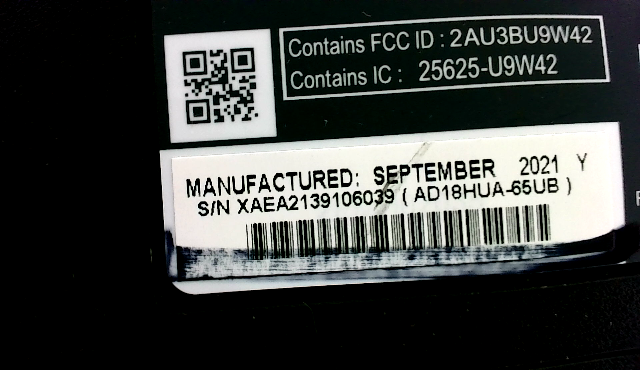 Contains FCC ID : 2AU3BU9W42
Contains IC : 25625-U9W42
MANUFACTURED: SEPTEMBER 2021 Y
S/N XAEA2139106039 ( AD18HUA-65UB )